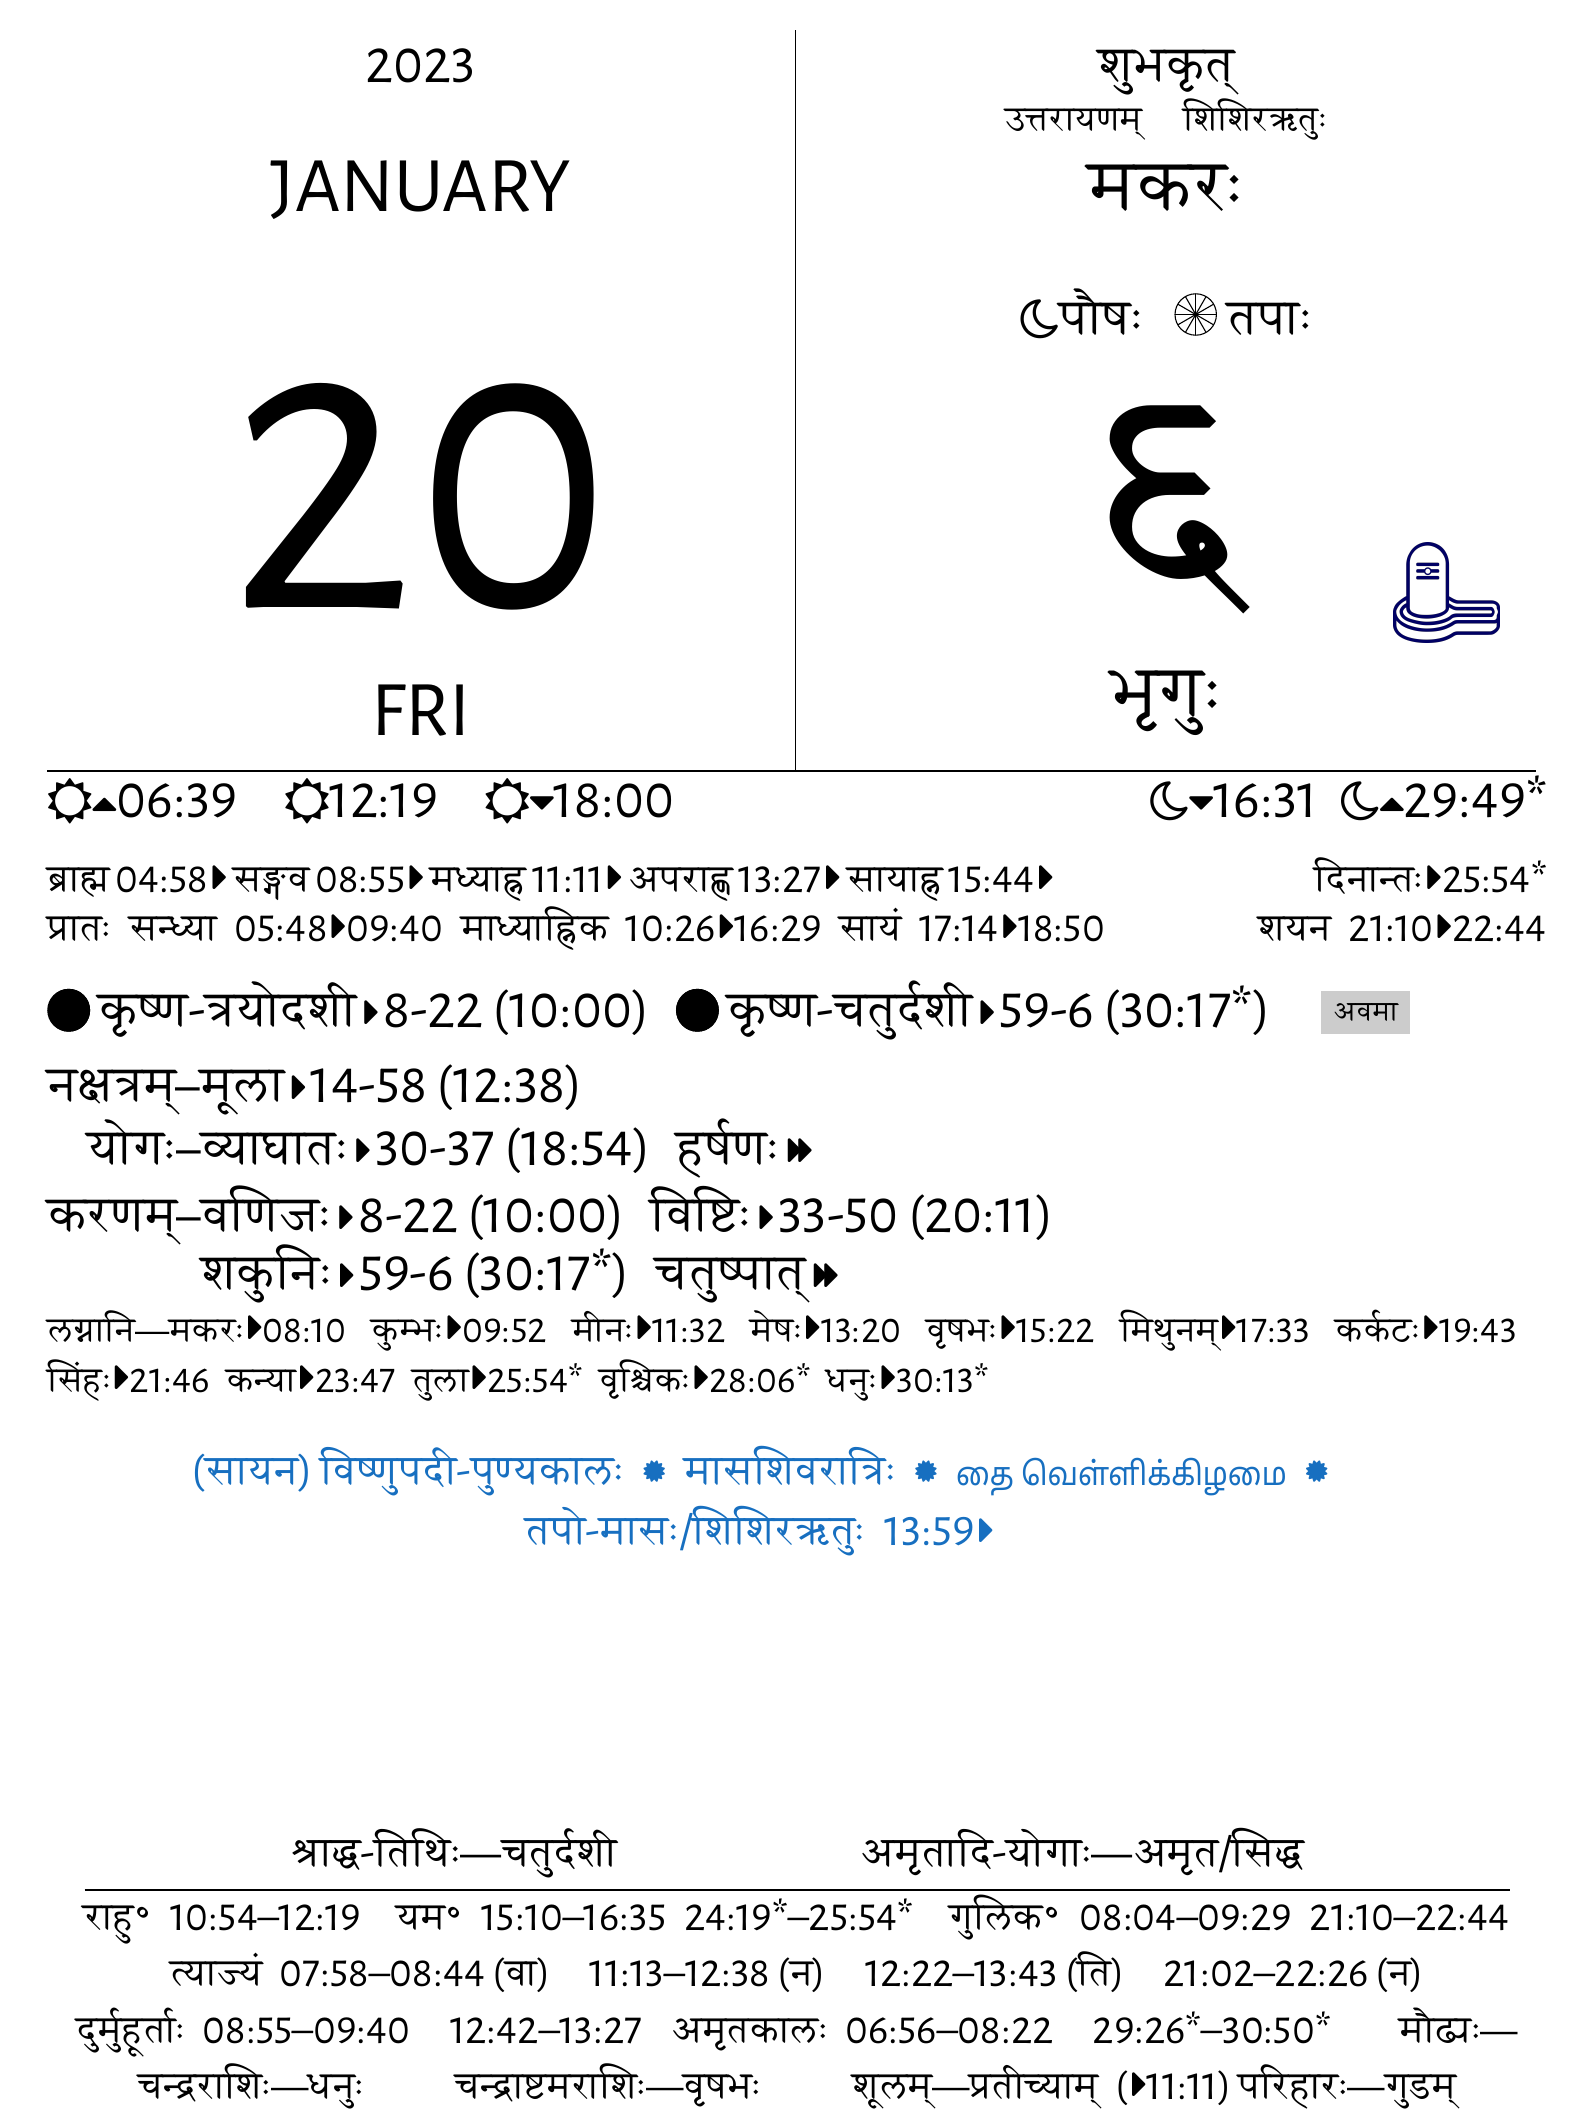 2023
JANUARY
20
FRI
शुभकृत्
उत्तरायणम् शिशिरऋतुः
मकरः
पौषः तपाः
६
भृगुः
06:39 12:19 18:00 16:31 29:49*
ब्राह्म 04:58 सङ्गव 08:55 मध्याह्न 11:11 अपराह्ण 13:27 सायाह्न 15:44 दिनान्तः 25:54*
प्रातः सन्ध्या 05:48 09:40 माध्याह्निक 10:26 16:29 सायं 17:14 18:50 शयन 21:10 22:44
कृष्ण-त्रयोदशी 8-22 (10:00) कृष्ण-चतुर्दशी 59-6 (30:17*) अवमा
नक्षत्रम्–मूला 14-58 (12:38)
योगः–व्याघातः 30-37 (18:54) हर्षणः
करणम्–वणिजः 8-22 (10:00) विष्टिः 33-50 (20:11)
शकुनिः 59-6 (30:17*) चतुष्पात्
लग्नानि—मकरः 08:10 कुम्भः 09:52 मीनः 11:32 मेषः 13:20 वृषभः 15:22 मिथुनम् 17:33 कर्कटः 19:43
सिंहः 21:46 कन्या 23:47 तुला 25:54* वृश्चिकः 28:06* धनुः 30:13*
(सायन) विष्णुपदी-पुण्यकालः ✹ मासशिवरात्रिः ✹ தை வெள்ளிக்கிழமை ✹
तपो-मासः/शिशिरऋतुः 13:59
श्राद्ध-तिथिः—चतुर्दशी अमृतादि-योगाः—अमृत/सिद्ध
राहु॰ 10:54–12:19 यम॰ 15:10–16:35 24:19*–25:54* गुलिक॰ 08:04–09:29 21:10–22:44
त्याज्यं 07:58–08:44 (वा) 11:13–12:38 (न) 12:22–13:43 (ति) 21:02–22:26 (न)
दुर्मुहूर्ताः 08:55–09:40 12:42–13:27 अमृतकालः 06:56–08:22 29:26*–30:50* मौढ्यः—
चन्द्रराशिः—धनुः चन्द्राष्टमराशिः—वृषभः शूलम्—प्रतीच्याम् (11:11) परिहारः—गुडम्